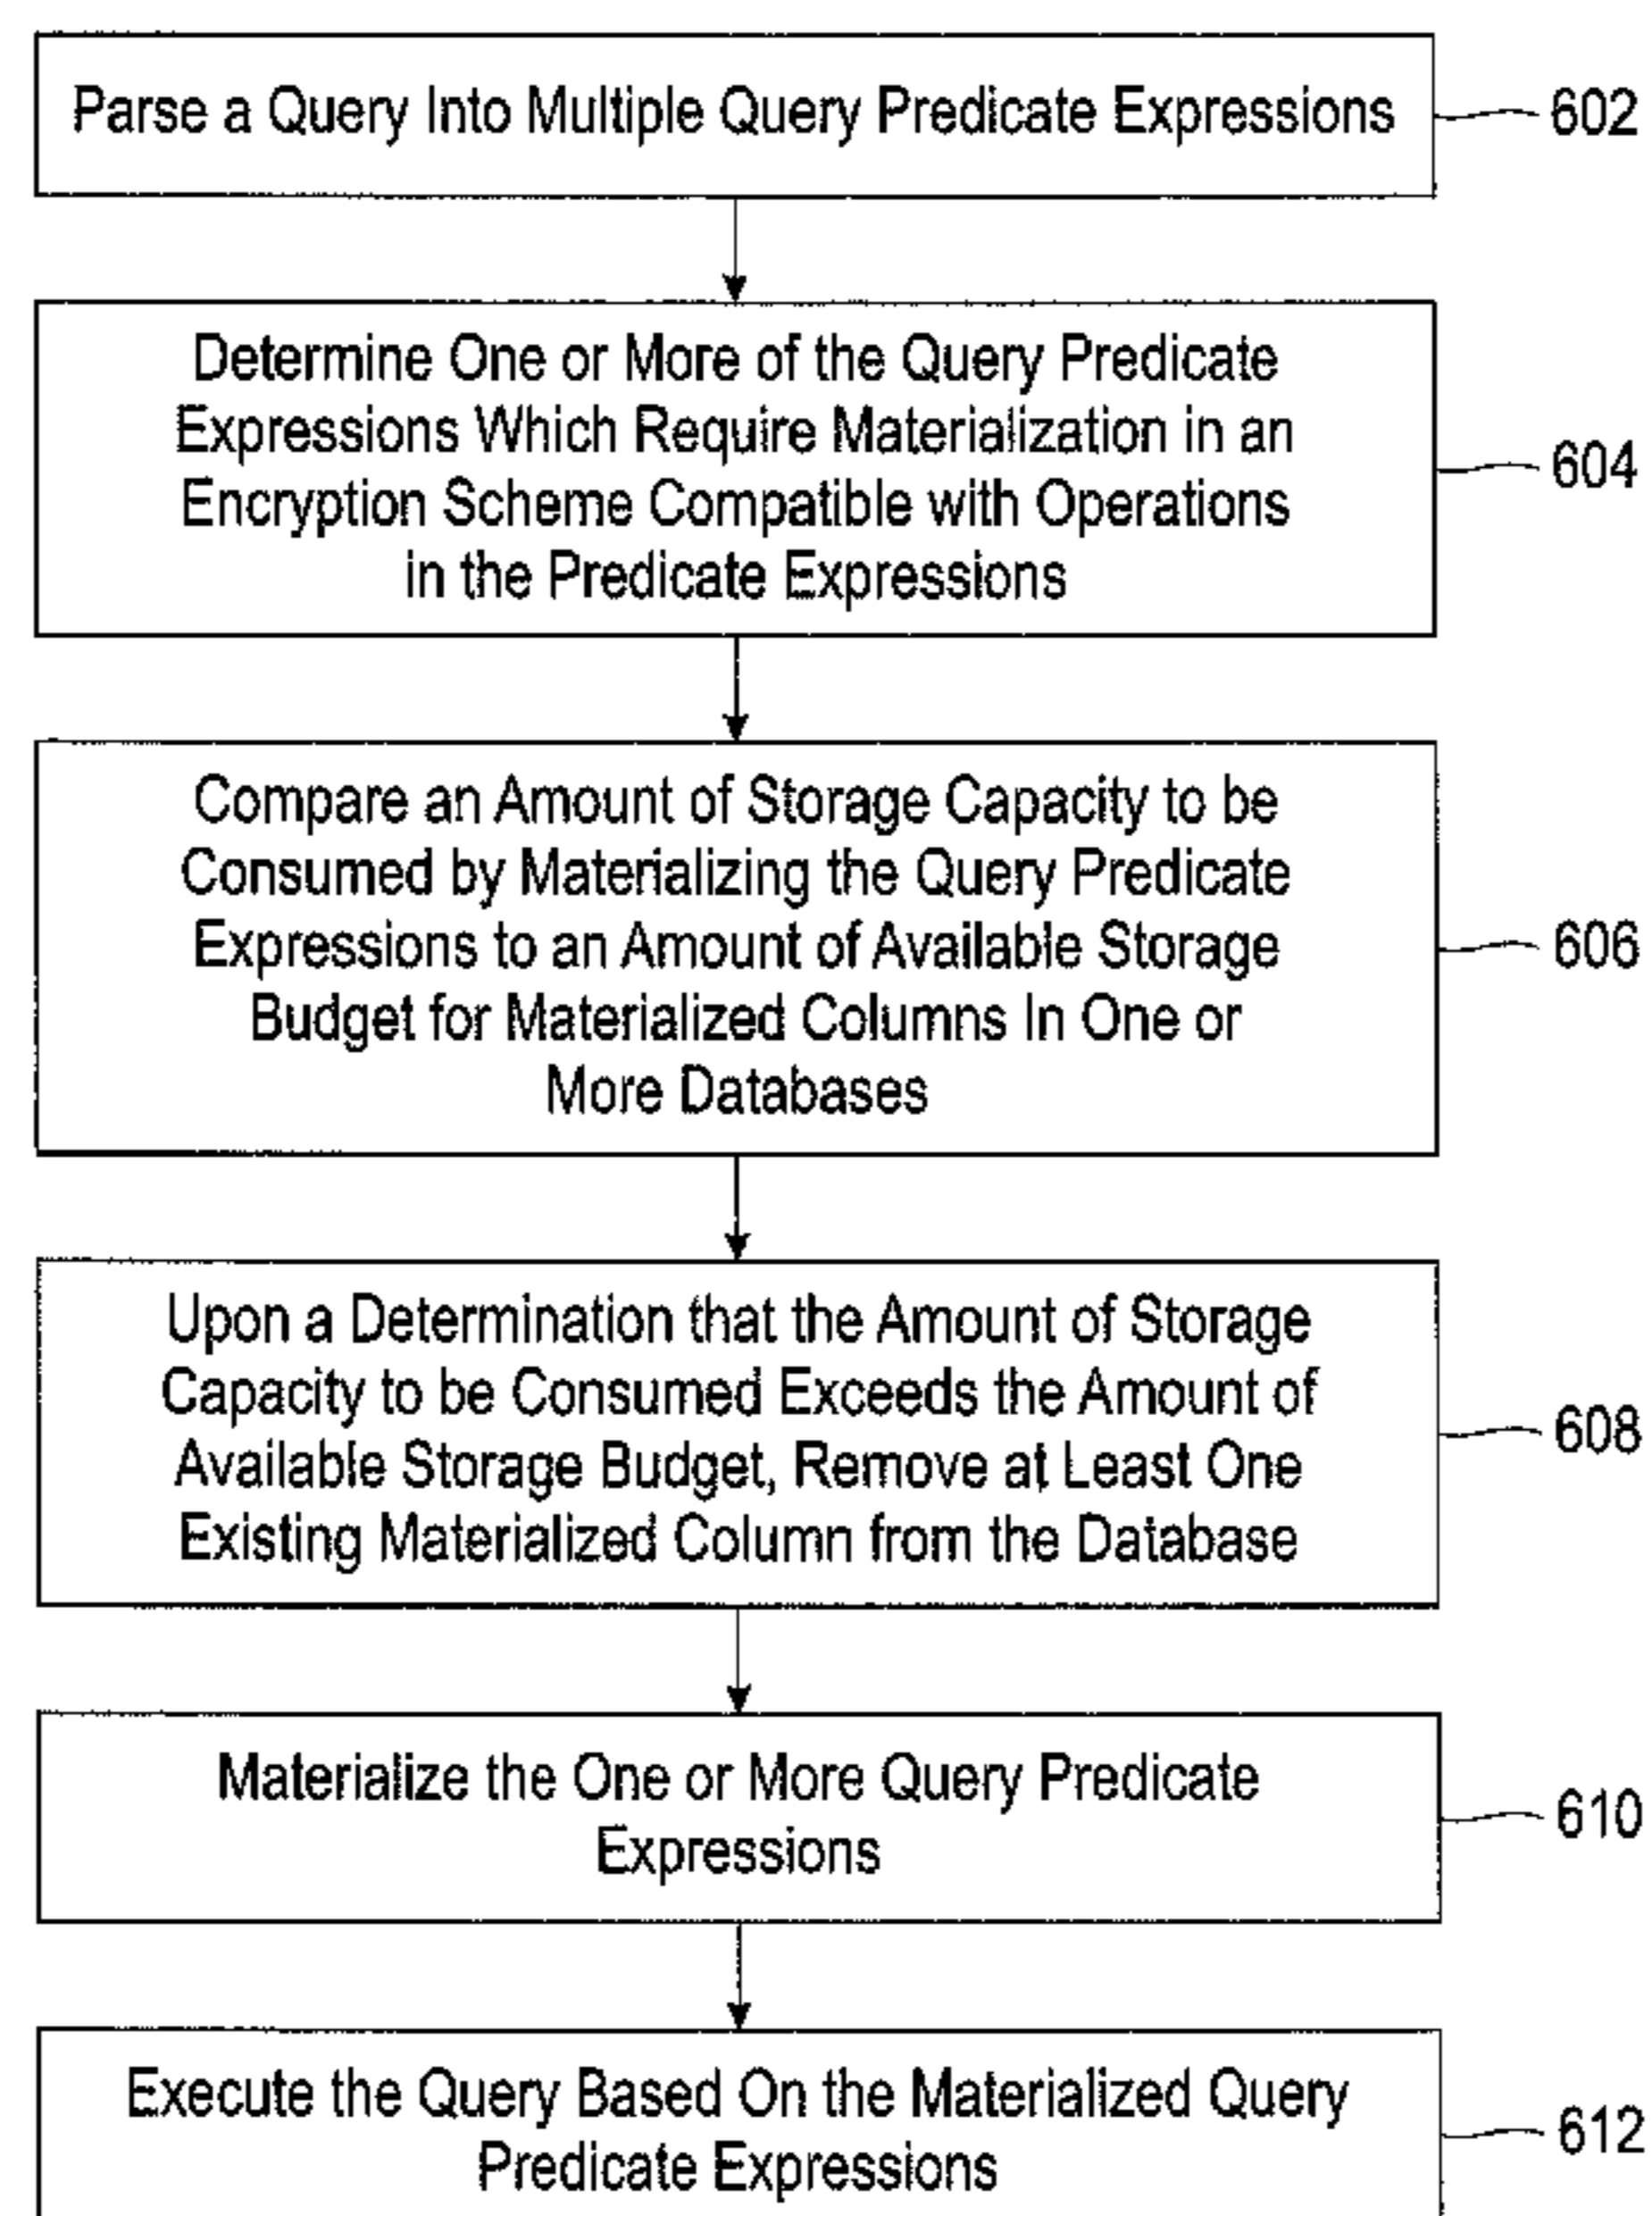 Parse a Query Into Multiple Query Predicate Expressions
602
Determine One or More of the Query Predicate
Expressions Which Require Materialization in an
Encryption Scheme Compatible with Operations
in the Predicate Expressions
604
Compare an Amount of Storage Capacity to be
Consumed by Materializing the Query Predicate
Expressions to an Amount of Available Storage
Budget for Materialized Columns In One or
More Databases
606
Upon a Determination that the Amount of Storage
Capacity to be Consumed Exceeds the Amount of
Available Storage Budget, Remove at Least One
Existing Materialized Column from the Database
608
Materialize the One or More Query Predicate
Expressions
610
Execute the Query Based On the Materialized Query
Predicate Expressions
612